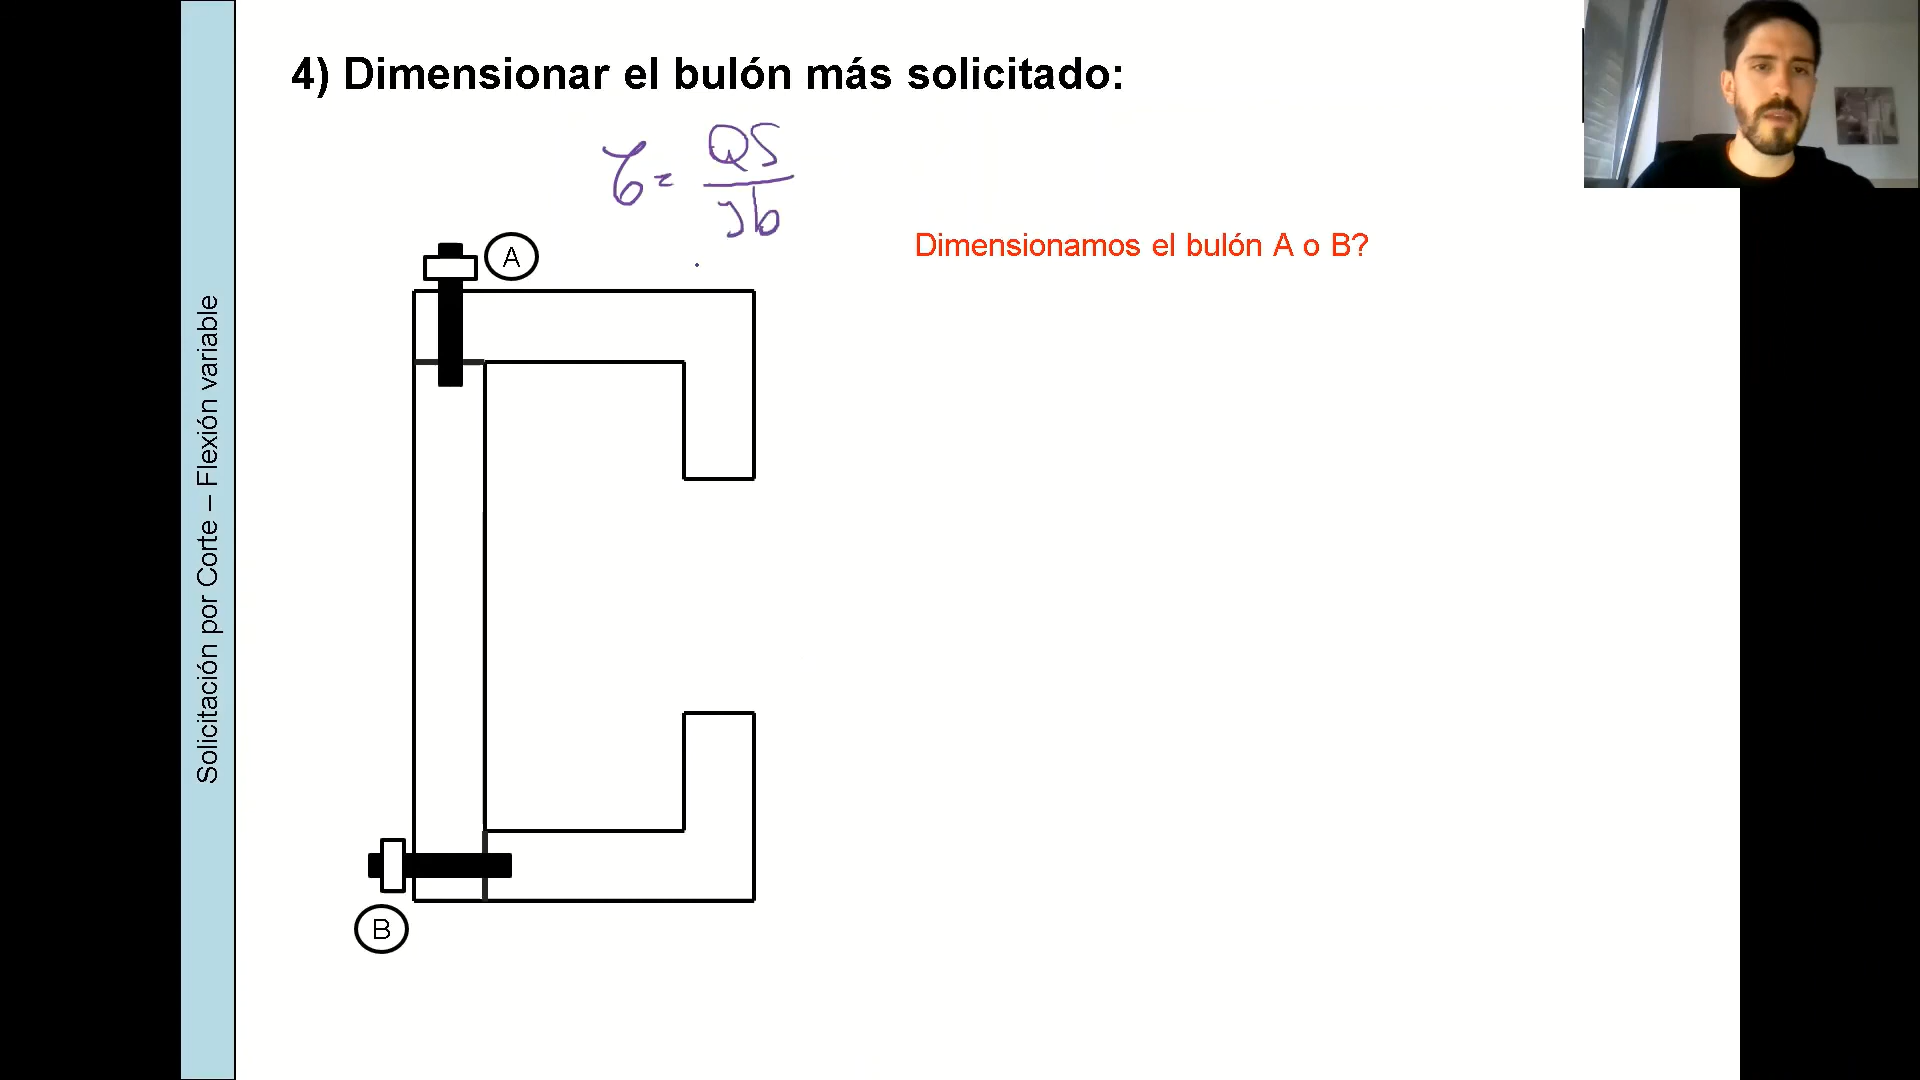 4) Dimensionar el bulón más solicitado:
τ = QS / Jb
Dimensionamos el bulón A o B?
A
Solicitación por Corte – Flexión variable
B